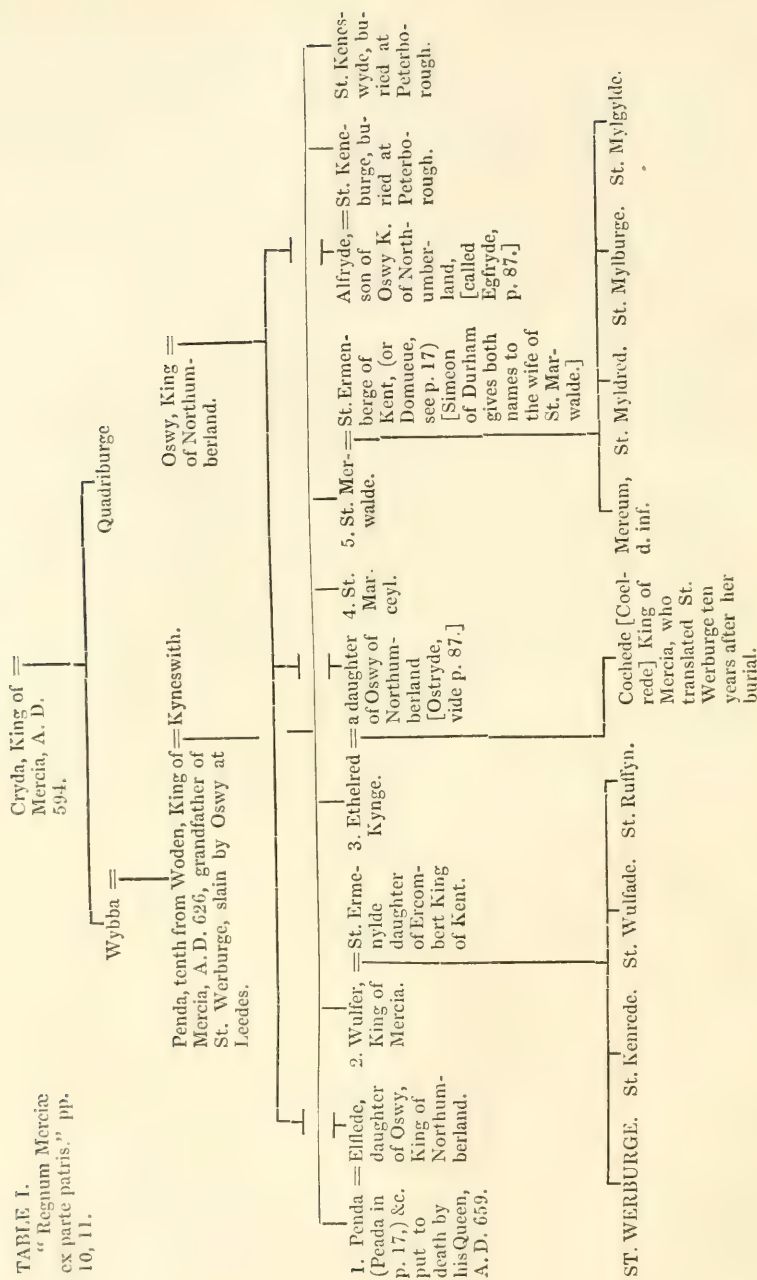 TABLE I.
“ Regnum Merciæ
ex parte patris.” pp.
10, 11.
Cryda, King of =
Mercia, A. D.
594.
Wybba =
Quadriburge
Penda, tenth from Woden, King of = Kyneswith.
Mercia, A. D. 626, grandfather of
St. Werburge, slain by Oswy at
Leedes.
Oswy, King =
of Northum-
berland.
1. Penda = Elflede,
(Peada in daughter
p. 17,) &c. of Oswy,
put to King of
death by Northum-
his Queen, berland.
A. D. 659.
2. Wulfer, = St. Erme-
King of nylde
Mercia. daughter
of Ercom-
bert King
of Kent.
3. Ethelred = a daughter
Kynge. of Oswy of
Northum-
berland
[Ostryde,
vide p. 87.]
4. St.
Mar-
ceyl.
5. St. Mer- = St. Ermen-
walde. berge of
Kent, (or
Domueue,
see p. 17)
[Simeon
of Durham
gives both
names to
the wife of
St. Mar-
walde.]
Alfryde, = St. Kene-
son of burge, bu-
Oswy K. ried at
of North- Peterbo-
umber- rough.
land,
[called
Egfryde,
p. 87.]
St. Kenes-
wyde, bu-
ried at
Peterbo-
rough.
ST. WERBURGE. St. Kenrede. St. Wulfade. St. Ruffyn.
Cochede [Coel-
rede] King of
Mercia, who
translated St.
Werburge ten
years after her
burial.
Mereum, St. Myldred. St. Mylburge. St. Mylgylde.
d. inf.